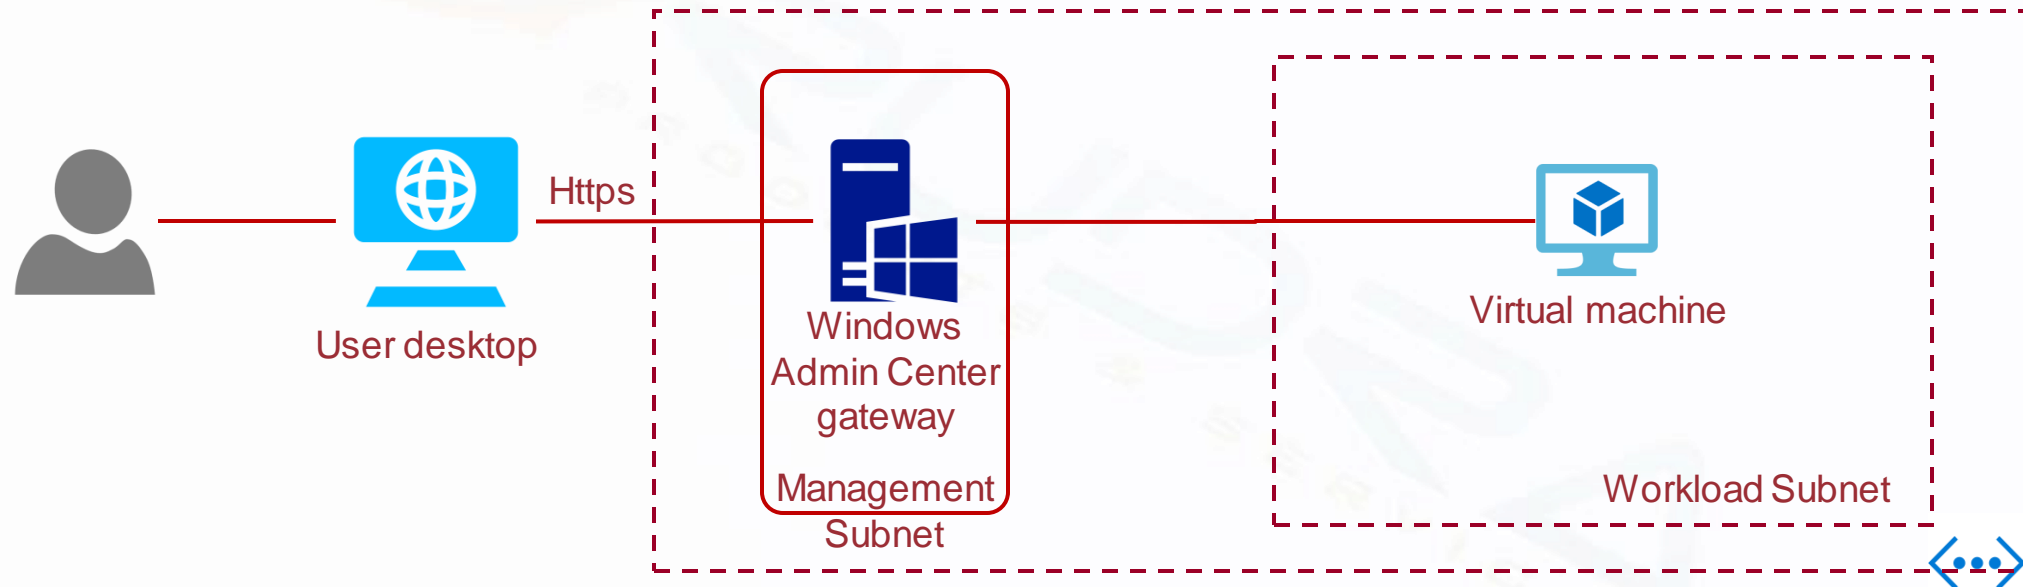 Https
User desktop
Windows
Admin Center
gateway
Management
Subnet
Virtual machine
Workload Subnet